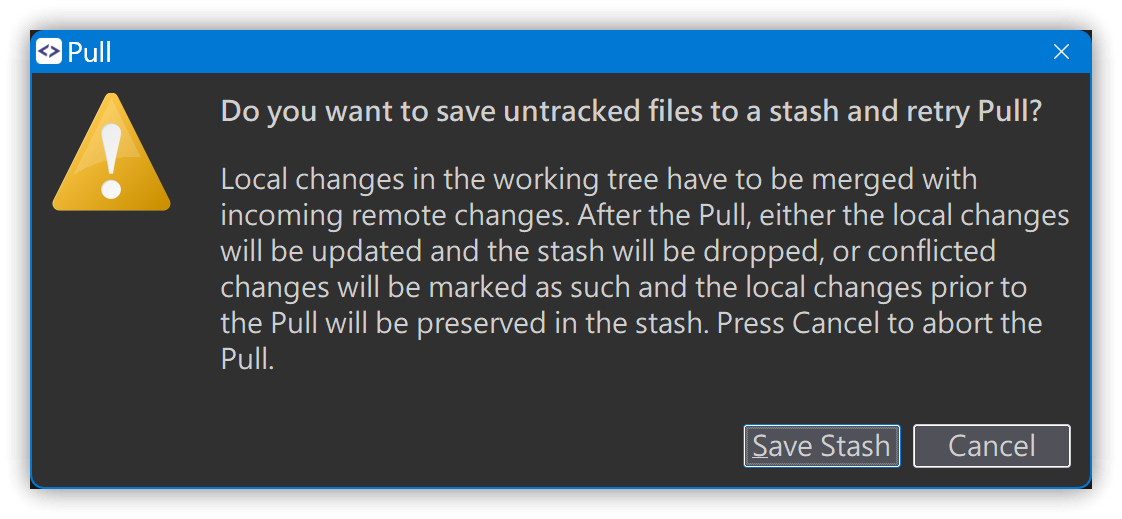 Pull
Do you want to save untracked files to a stash and retry Pull?
Local changes in the working tree have to be merged with
incoming remote changes. After the Pull, either the local changes
will be updated and the stash will be dropped, or conflicted
changes will be marked as such and the local changes prior to
the Pull will be preserved in the stash. Press Cancel to abort the
Pull.
Save Stash
Cancel